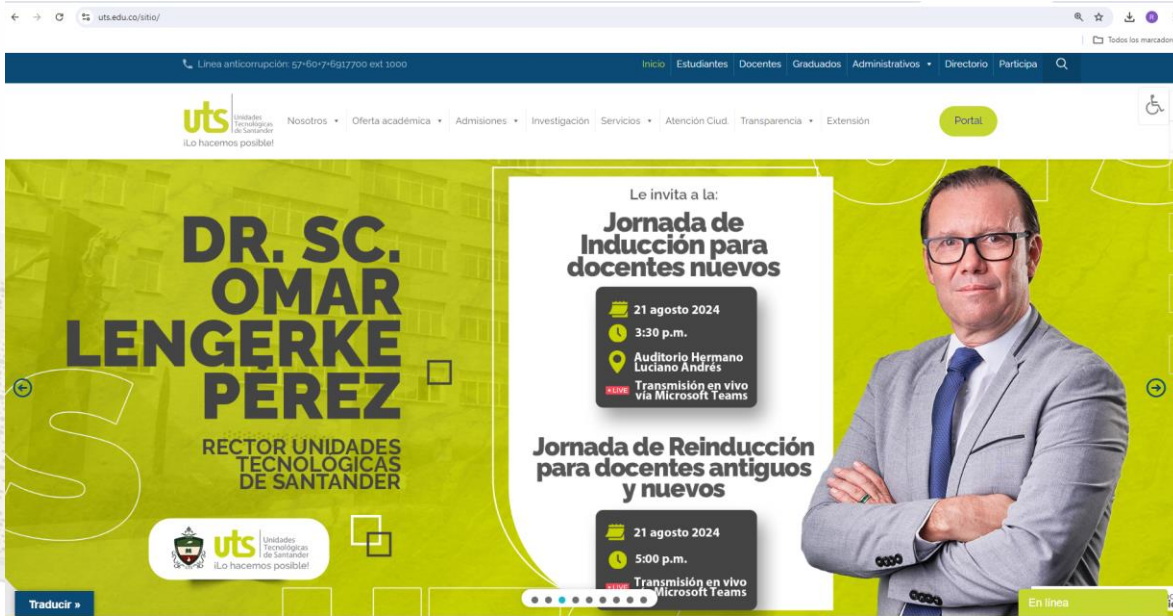 uts.edu.co/sitio/
Todos los marcadores
Línea anticorrupción: 57+60+7+6917700 ext 1000
Inicio Estudiantes Docentes Graduados Administrativos Directorio Participa
uts Unidades
Tecnológicas
de Santander
¡Lo hacemos posible!
Nosotros Oferta académica Admisiones Investigación Servicios Atención Ciud. Transparencia Extensión
Portal
DR. SC.
OMAR
LENGERKE
PÉREZ
RECTOR UNIDADES
TECNOLÓGICAS
DE SANTANDER
uts Unidades
Tecnológicas
de Santander
¡Lo hacemos posible!
Le invita a la:
Jornada de
Inducción para
docentes nuevos
21 agosto 2024
3:30 p.m.
Auditorio Hermano
Luciano Andrés
LIVE Transmisión en vivo
vía Microsoft Teams
Jornada de Reinducción
para docentes antiguos
y nuevos
21 agosto 2024
5:00 p.m.
LIVE Transmisión en vivo
Microsoft Teams
Traducir »
En línea